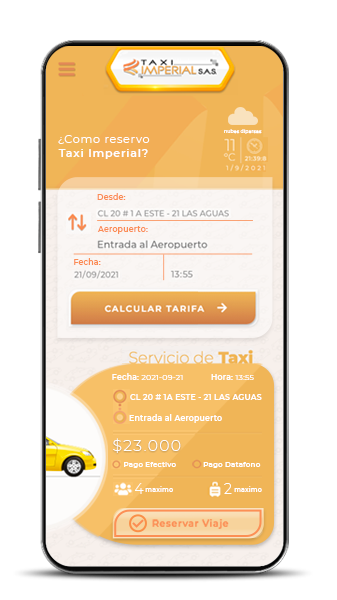 TAXI
IMPERIAL S.A.S.
¿Como reservo
Taxi Imperial?
nubes dipersas
11
°C
21:39:8
1/9/2021
Desde:
CL 20 # 1 A ESTE - 21 LAS AGUAS
Aeropuerto:
Entrada al Aeropuerto
Fecha:
21/09/2021
13:55
CALCULAR TARIFA
Servicio de Taxi
Fecha: 2021-09-21 Hora: 13:55
CL 20 # 1A ESTE - 21 LAS AGUAS
Entrada al Aeropuerto
$23.000
Pago Efectivo Pago Datafono
4 maximo 2 maximo
Reservar Viaje